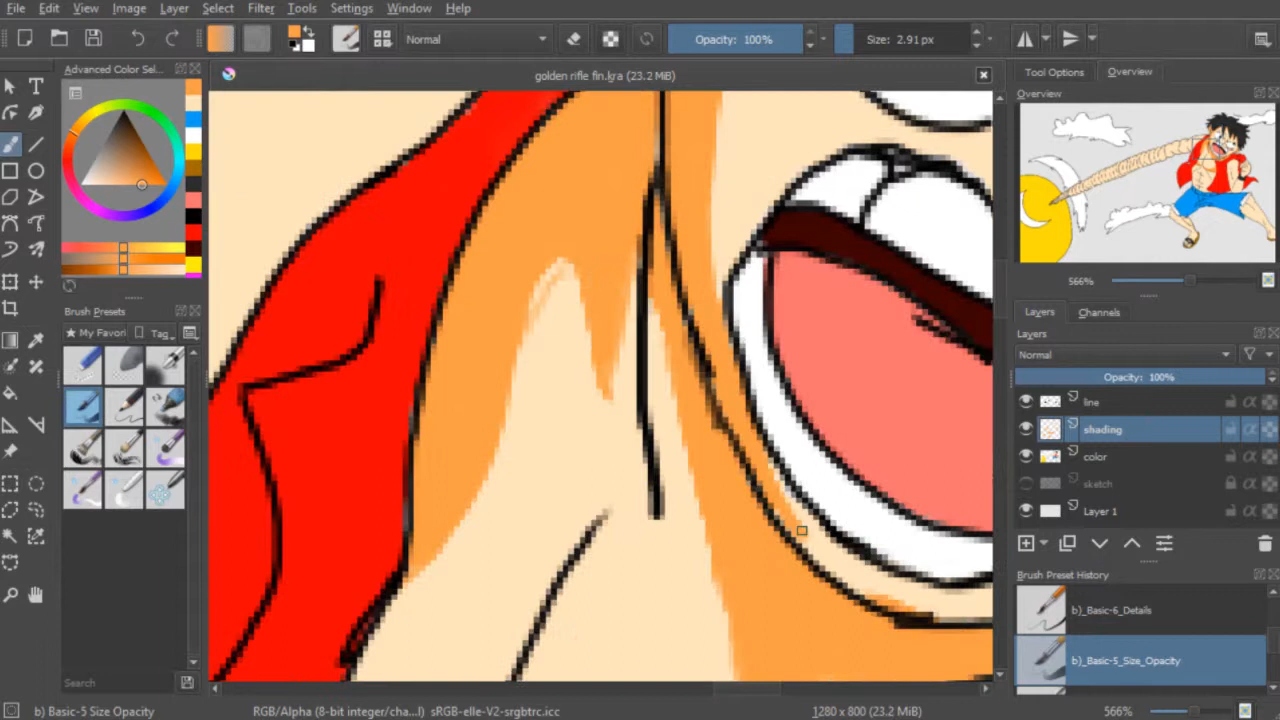 File Edit View Image Layer Select Filter Tools Settings Window Help
Normal
Opacity: 100%
Size: 2.91 px
Advanced Color Sel...
golden rifle fin.kra (23.2 MiB)
Tool Options Overview
Overview
566%
Brush Presets
My Favori Tag
Layers Channels
Layers
Normal
Opacity: 100%
line
shading
color
sketch
Layer 1
Brush Preset History
b)_Basic-6_Details
b)_Basic-5_Size_Opacity
Search
b) Basic-5 Size Opacity
RGB/Alpha (8-bit integer/cha...l) sRGB-elle-V2-srgbtrc.icc
1280 x 800 (23.2 MiB)
566%